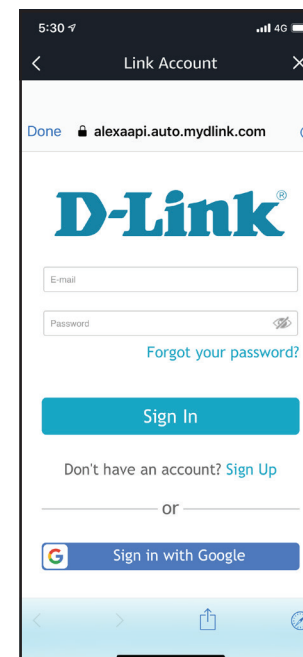 5:30
4G
Link Account
Done
alexaapi.auto.mydlink.com
D-Link®
E-mail
Password
Forgot your password?
Sign In
Don't have an account? Sign Up
or
G
Sign in with Google